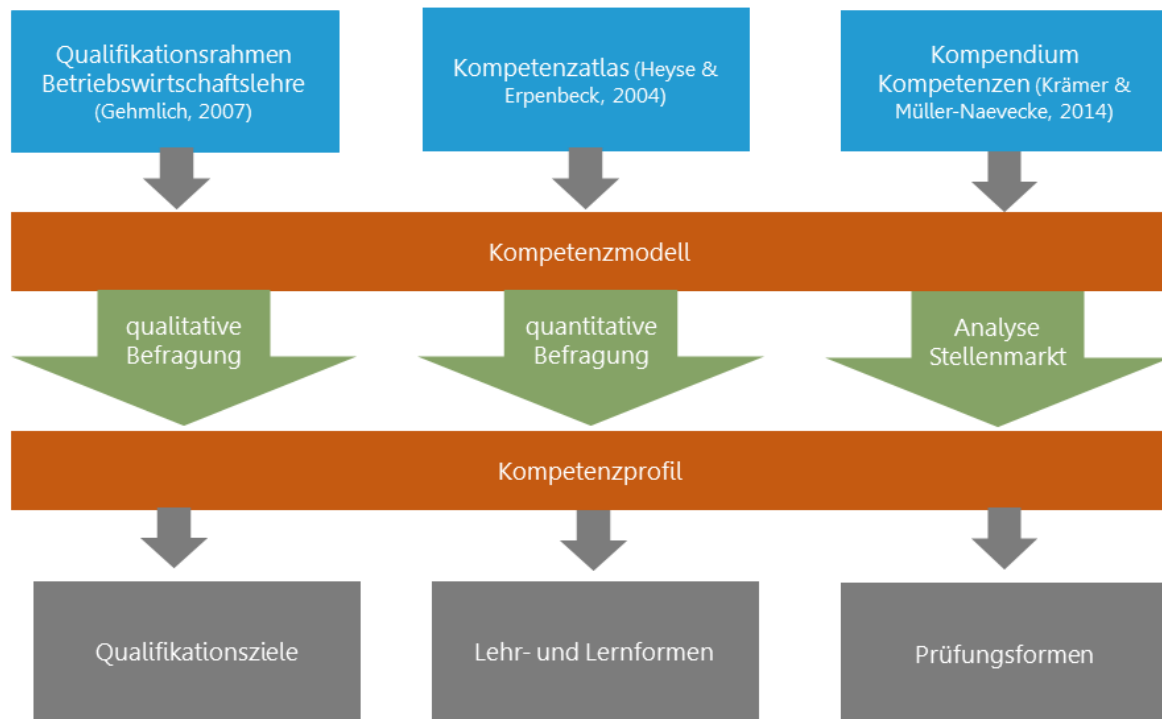 Qualifikationsrahmen
Betriebswirtschaftslehre
(Gehmlich, 2007)
Kompetenzatlas (Heyse &
Erpenbeck, 2004)
Kompendium
Kompetenzen (Krämer &
Müller-Naevecke, 2014)
Kompetenzmodell
qualitative
Befragung
quantitative
Befragung
Analyse
Stellenmarkt
Kompetenzprofil
Qualifikationsziele
Lehr- und Lernformen
Prüfungsformen